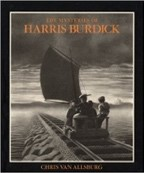 THE MYSTERIES OF
HARRIS BURDICK
CHRIS VAN ALLSBURG